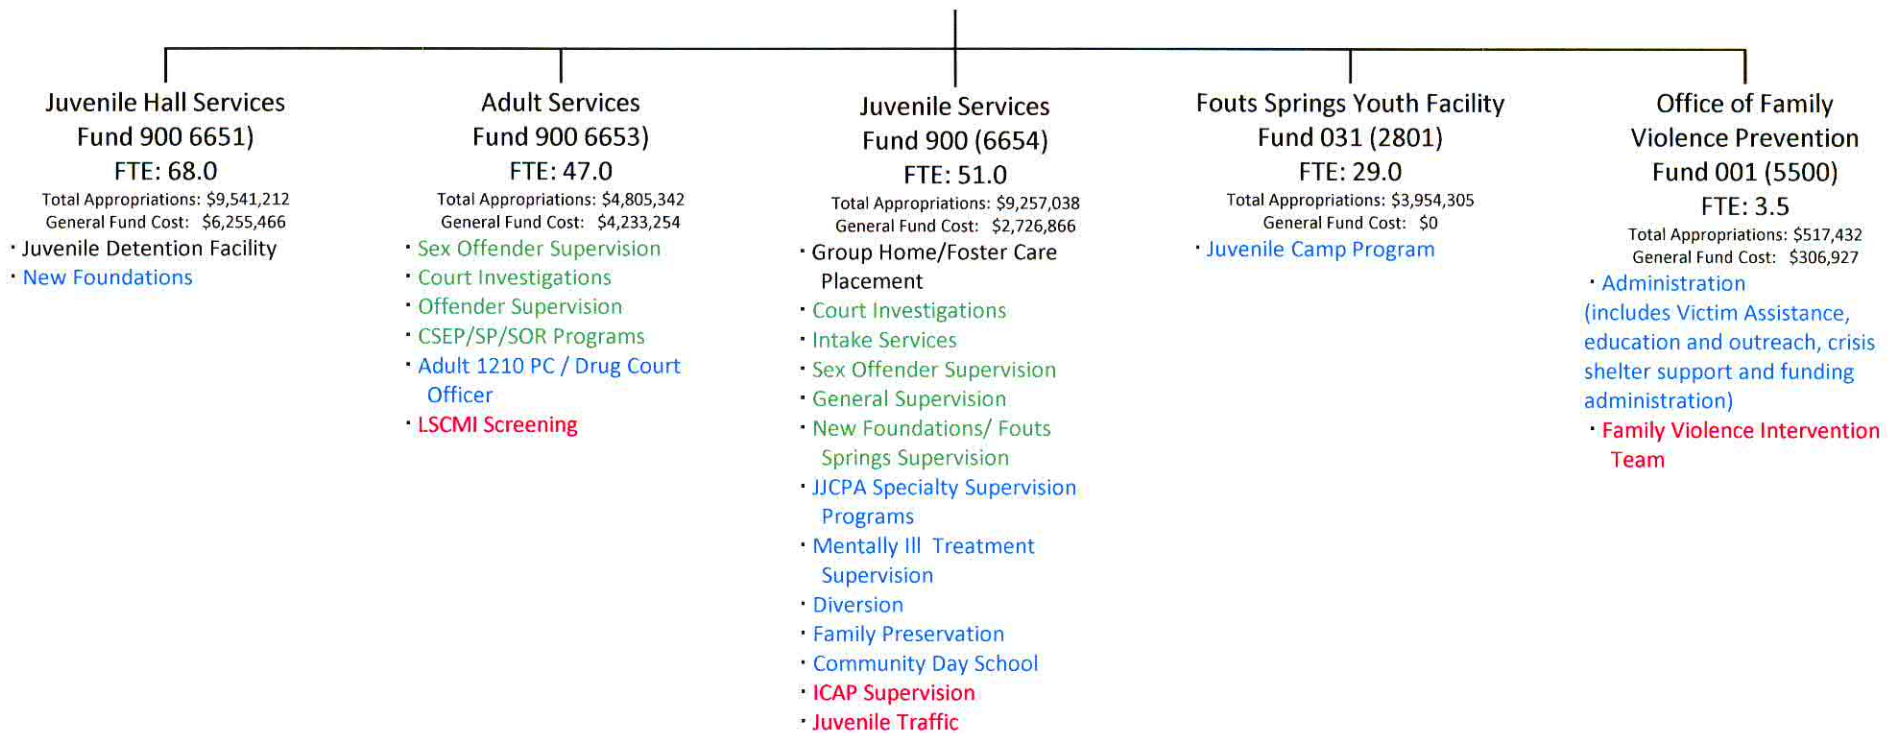 Juvenile Hall Services
Fund 900 6651)
FTE: 68.0
Total Appropriations: $9,541,212
General Fund Cost: $6,255,466
· Juvenile Detention Facility
· New Foundations
Adult Services
Fund 900 6653)
FTE: 47.0
Total Appropriations: $4,805,342
General Fund Cost: $4,233,254
· Sex Offender Supervision
· Court Investigations
· Offender Supervision
· CSEP/SP/SOR Programs
· Adult 1210 PC / Drug Court
Officer
· LSCMI Screening
Juvenile Services
Fund 900 (6654)
FTE: 51.0
Total Appropriations: $9,257,038
General Fund Cost: $2,726,866
· Group Home/Foster Care
Placement
· Court Investigations
· Intake Services
· Sex Offender Supervision
· General Supervision
· New Foundations/ Fouts
Springs Supervision
· JJCPA Specialty Supervision
Programs
· Mentally Ill Treatment
Supervision
· Diversion
· Family Preservation
· Community Day School
· ICAP Supervision
· Juvenile Traffic
Fouts Springs Youth Facility
Fund 031 (2801)
FTE: 29.0
Total Appropriations: $3,954,305
General Fund Cost: $0
· Juvenile Camp Program
Office of Family
Violence Prevention
Fund 001 (5500)
FTE: 3.5
Total Appropriations: $517,432
General Fund Cost: $306,927
· Administration
(includes Victim Assistance,
education and outreach, crisis
shelter support and funding
administration)
· Family Violence Intervention
Team